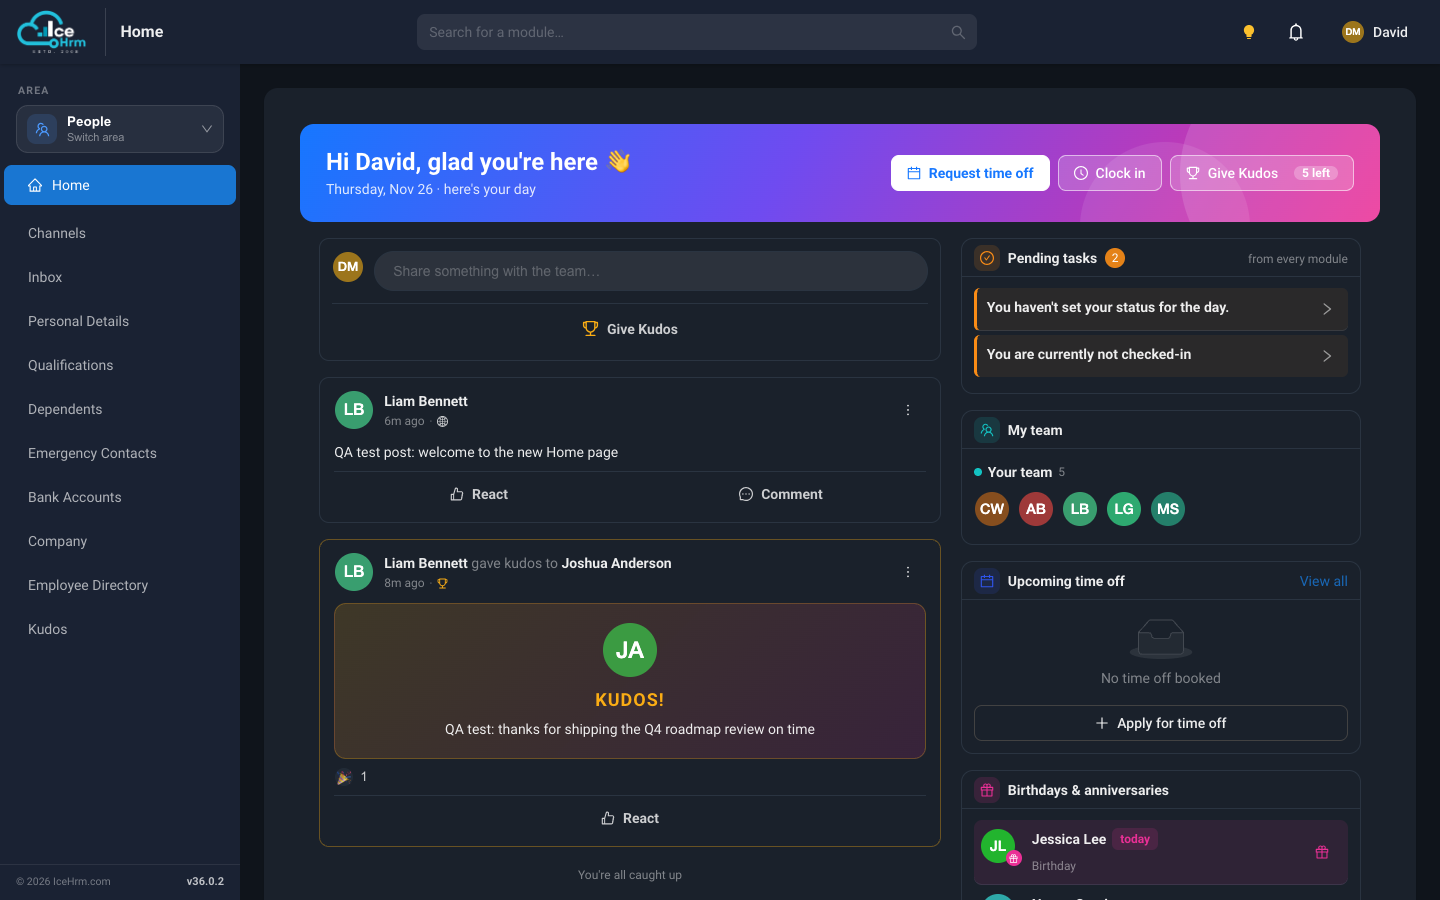 Ice
Hrm
ESTD. 2008
Home
Search for a module...
DM
David
AREA
People
Switch area
Home
Channels
Inbox
Personal Details
Qualifications
Dependents
Emergency Contacts
Bank Accounts
Company
Employee Directory
Kudos
© 2026 IceHrm.com
v36.0.2
Hi David, glad you're here 👋
Thursday, Nov 26 · here's your day
Request time off
Clock in
Give Kudos
5 left
DM
Share something with the team...
Give Kudos
LB
Liam Bennett
6m ago ·
QA test post: welcome to the new Home page
React
Comment
LB
Liam Bennett gave kudos to Joshua Anderson
8m ago ·
JA
KUDOS!
QA test: thanks for shipping the Q4 roadmap review on time
🎉 1
React
You're all caught up
Pending tasks 2
from every module
You haven't set your status for the day.
You are currently not checked-in
My team
Your team 5
CW AB LB LG MS
Upcoming time off
View all
No time off booked
+ Apply for time off
Birthdays & anniversaries
JL
Jessica Lee today
Birthday